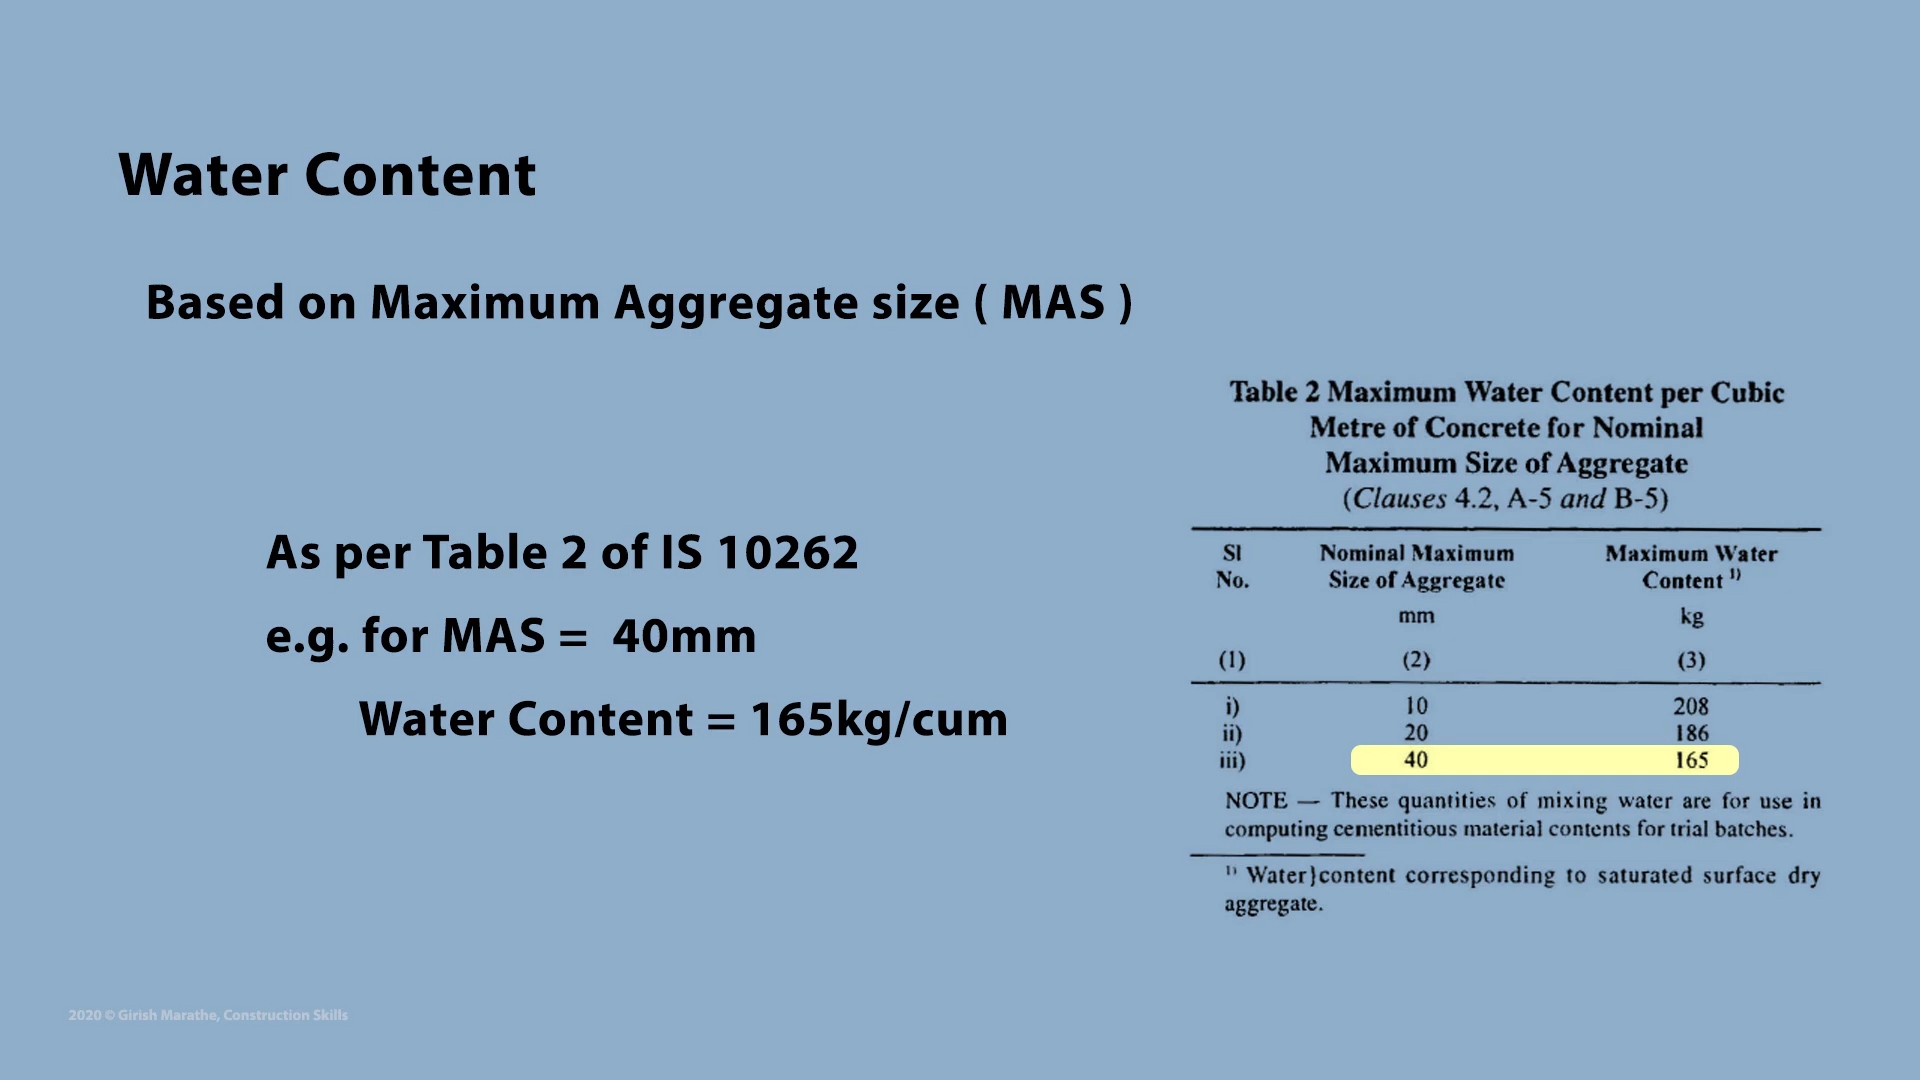 Water Content
Based on Maximum Aggregate size ( MAS )
As per Table 2 of IS 10262
e.g. for MAS = 40mm
Water Content = 165kg/cum
Table 2 Maximum Water Content per Cubic
Metre of Concrete for Nominal
Maximum Size of Aggregate
(Clauses 4.2, A-5 and B-5)
Sl Nominal Maximum Maximum Water
No. Size of Aggregate Content 1)
mm kg
(1) (2) (3)
i) 10 208
ii) 20 186
iii) 40 165
NOTE — These quantities of mixing water are for use in
computing cementitious material contents for trial batches.
1) Water}content corresponding to saturated surface dry
aggregate.
2020 © Girish Marathe, Construction Skills